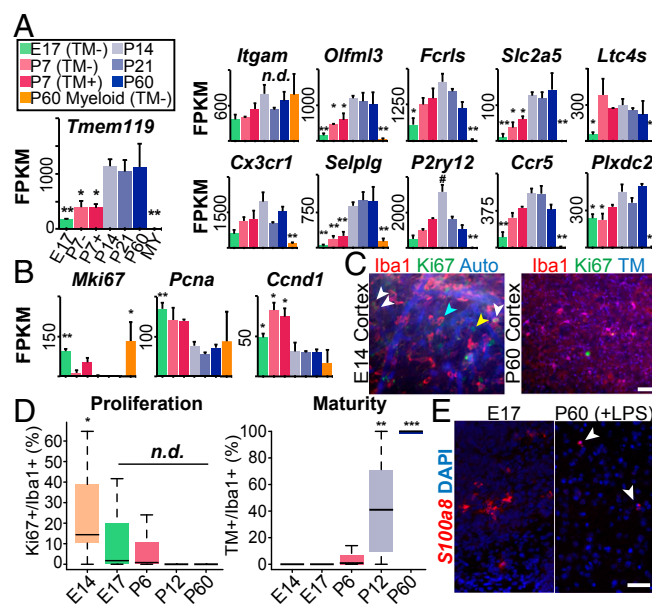 A
E17 (TM-)
P7 (TM-)
P7 (TM+)
P14
P21
P60
P60 Myeloid (TM-)
Tmem119
FPKM
1000
0
** * * **
E17
P7-
P7+
P14
P21
P60
MY
Itgam Olfml3 Fcrls Slc2a5 Ltc4s
FPKM
600
n.d.
1000
** * * **
1250
* **
100
** * * **
300
* **
Cx3cr1 Selplg P2ry12 Ccr5 Plxdc2
FPKM
1500
**
750
** ** ** **
2000
# **
375
** **
300
* * **
B
Mki67 Pcna Ccnd1
FPKM
150
** *
100
**
50
* * *
C
Iba1 Ki67 Auto
E14 Cortex
Iba1 Ki67 TM
P60 Cortex
D
Proliferation
Ki67+/Iba1+ (%)
60
50
40
30
20
10
0
*
n.d.
E14
E17
P6
P12
P60
Maturity
TM+/Iba1+ (%)
100
80
60
40
20
0
** ***
E14
E17
P6
P12
P60
E
E17 P60 (+LPS)
S100a8 DAPI